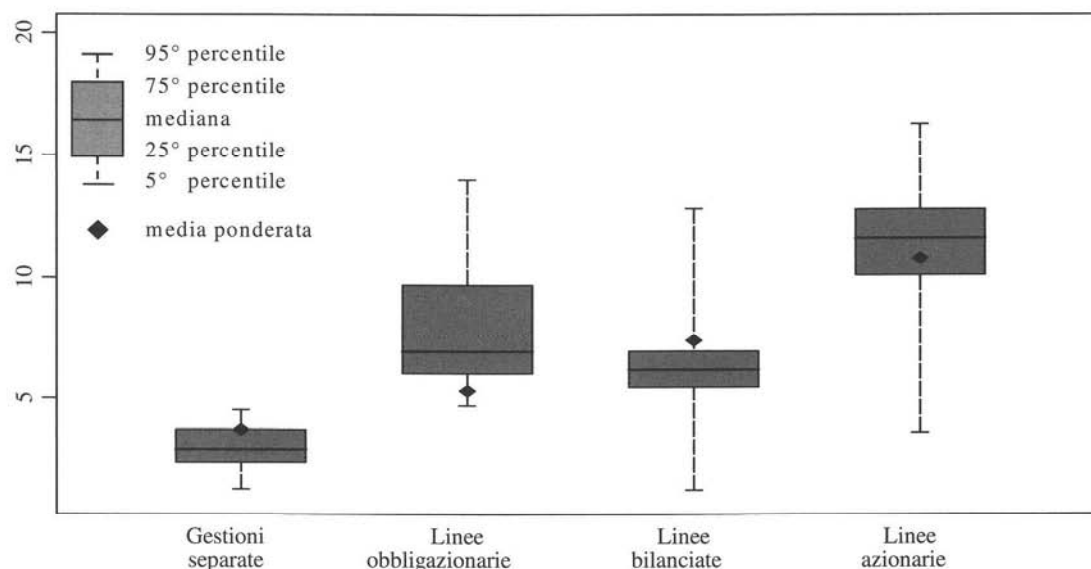 20
15
10
5
95° percentile
75° percentile
mediana
25° percentile
5° percentile
media ponderata
Gestioni
separate
Linee
obbligazionarie
Linee
bilanciate
Linee
azionarie